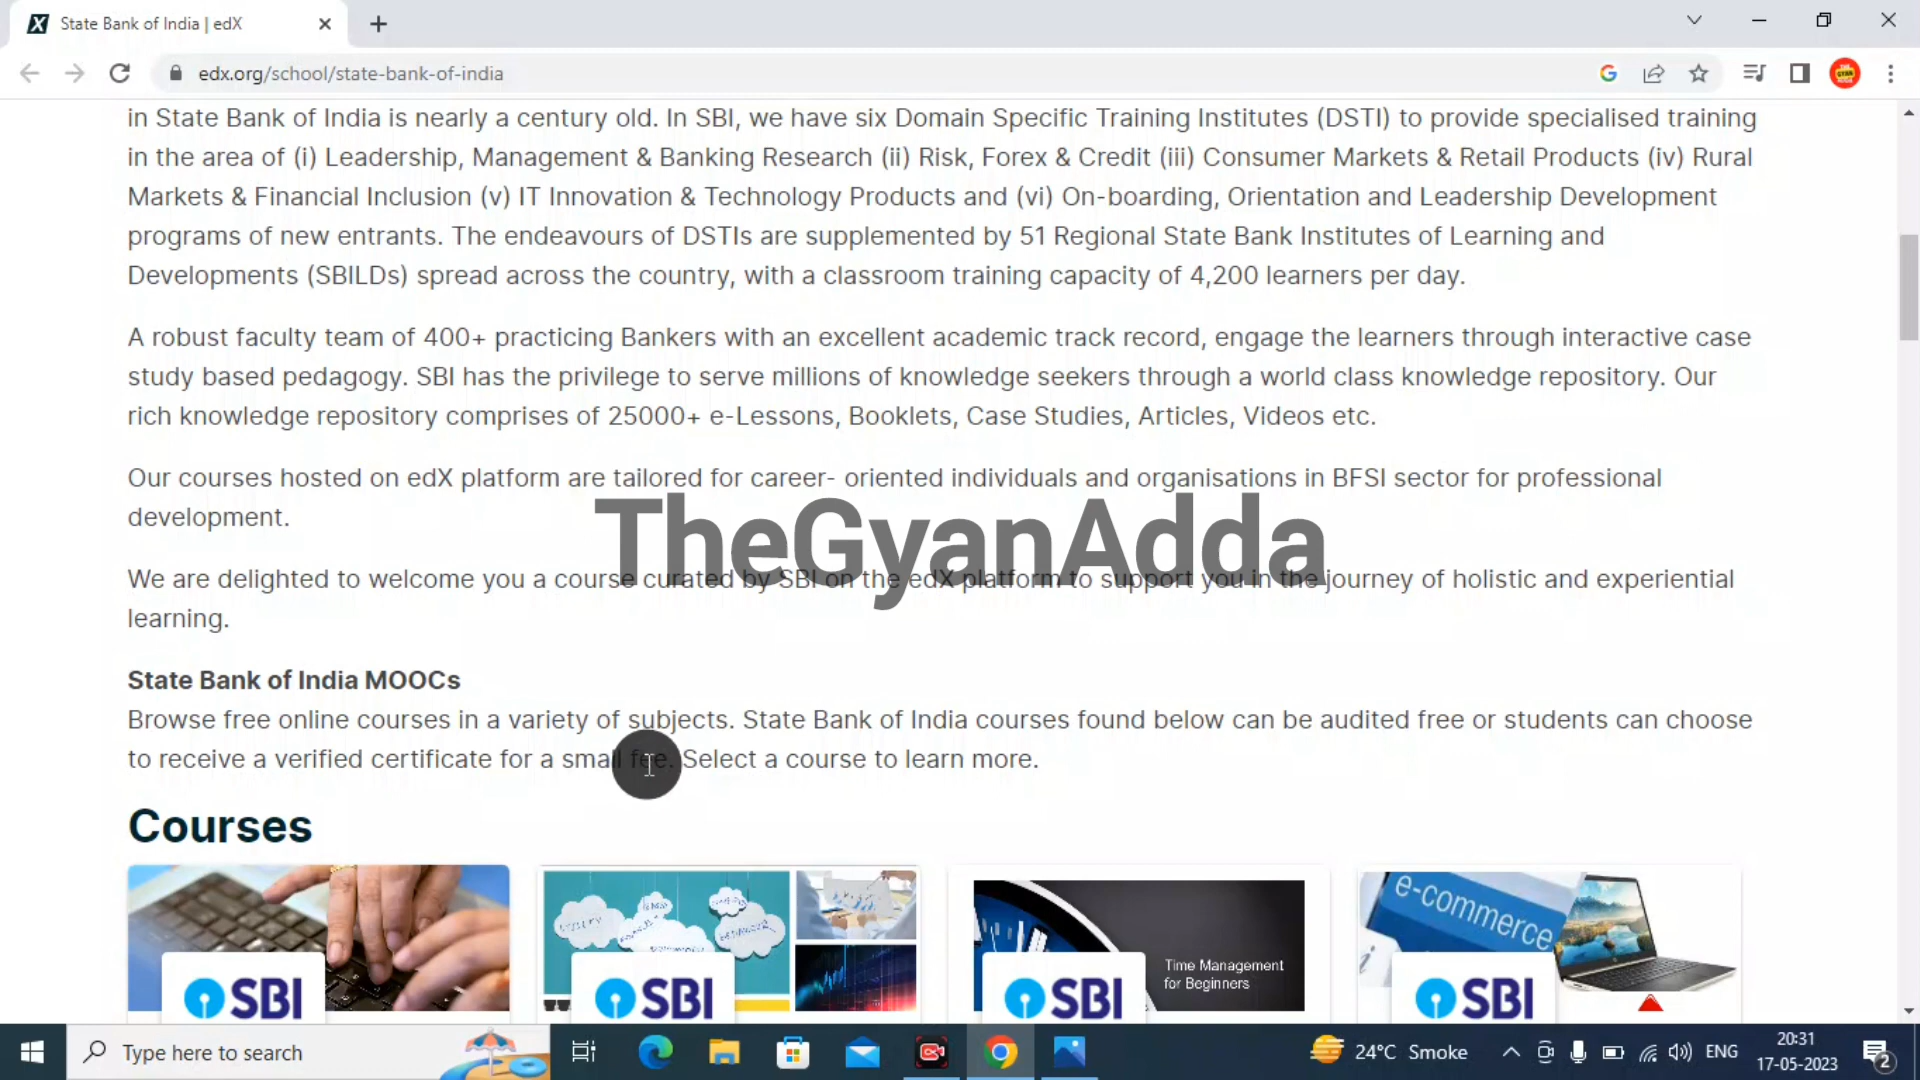 State Bank of India | edX
edx.org/school/state-bank-of-india
in State Bank of India is nearly a century old. In SBI, we have six Domain Specific Training Institutes (DSTI) to provide specialised training
in the area of (i) Leadership, Management & Banking Research (ii) Risk, Forex & Credit (iii) Consumer Markets & Retail Products (iv) Rural
Markets & Financial Inclusion (v) IT Innovation & Technology Products and (vi) On-boarding, Orientation and Leadership Development
programs of new entrants. The endeavours of DSTIs are supplemented by 51 Regional State Bank Institutes of Learning and
Developments (SBILDs) spread across the country, with a classroom training capacity of 4,200 learners per day.
A robust faculty team of 400+ practicing Bankers with an excellent academic track record, engage the learners through interactive case
study based pedagogy. SBI has the privilege to serve millions of knowledge seekers through a world class knowledge repository. Our
rich knowledge repository comprises of 25000+ e-Lessons, Booklets, Case Studies, Articles, Videos etc.
Our courses hosted on edX platform are tailored for career- oriented individuals and organisations in BFSI sector for professional
development.
TheGyanAdda
We are delighted to welcome you a course curated by SBI on the edX platform to support you in the journey of holistic and experiential
learning.
State Bank of India MOOCs
Browse free online courses in a variety of subjects. State Bank of India courses found below can be audited free or students can choose
to receive a verified certificate for a small fee. Select a course to learn more.
Courses
SBI
SBI
Time Management
for Beginners
SBI
e-commerce
SBI
Type here to search
24°C Smoke
ENG
20:31
17-05-2023
2